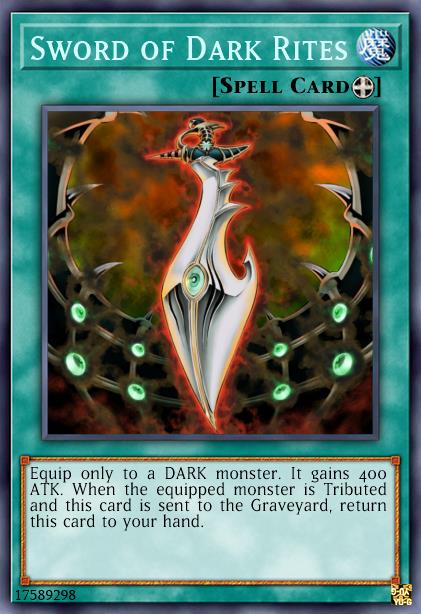 Sword of Dark Rites 魔
[Spell Card]
Equip only to a DARK monster. It gains 400
ATK. When the equipped monster is Tributed
and this card is sent to the Graveyard, return
this card to your hand.
17589298